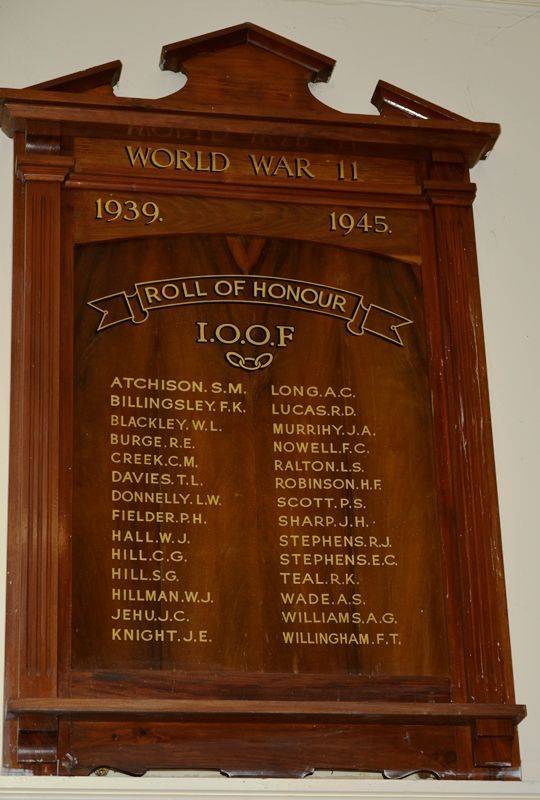 WORLD WAR 11
1939. 1945.
ROLL OF HONOUR
I.O.O.F
ATCHISON. S.M.
BILLINGSLEY. F.K.
BLACKLEY. W.L.
BURGE. R.E.
CREEK. C.M.
DAVIES. T.L.
DONNELLY. L.W.
FIELDER. P.H.
HALL. W.J.
HILL. C.G.
HILL. S.G.
HILLMAN. W.J.
JEHU. J.C.
KNIGHT. J.E.
LONG. A.C.
LUCAS. R.D.
MURRIHY. J.A.
NOWELL. F.C.
RALTON. L.S.
ROBINSON. H.F.
SCOTT. P.S.
SHARP. J.H.
STEPHENS. R.J.
STEPHENS. E.C.
TEAL. R.K.
WADE. A.S.
WILLIAMS. A.G.
WILLINGHAM. F.T.